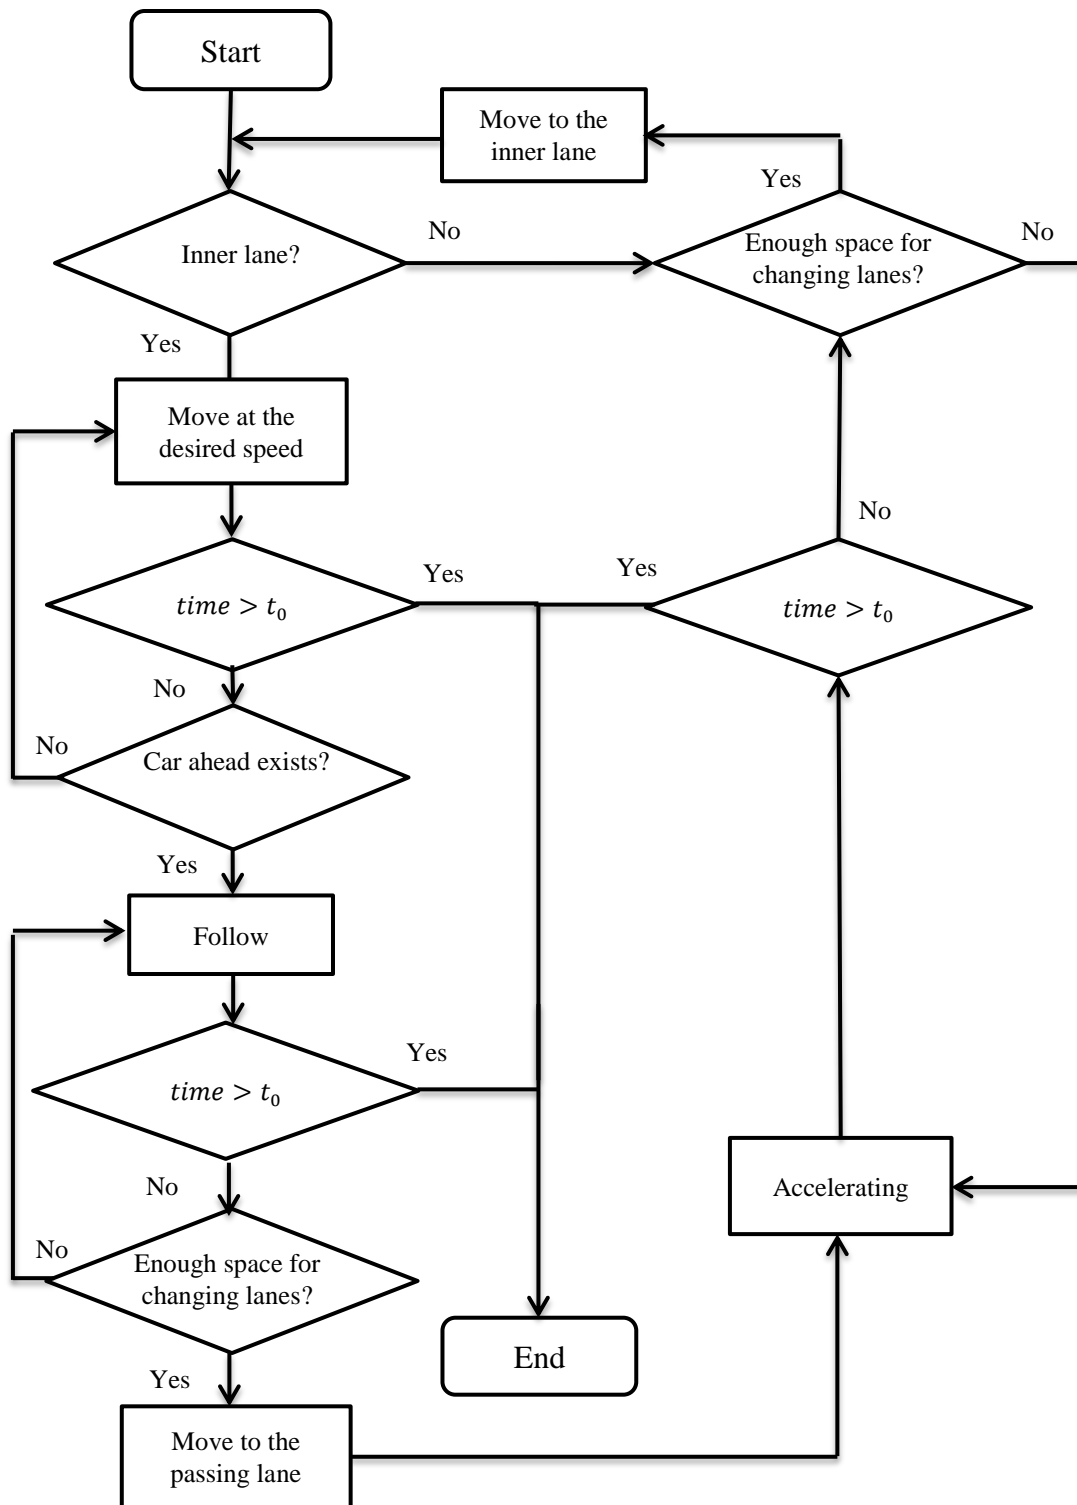 Start
Move to the
inner lane
Yes
Inner lane?
No
Enough space for
changing lanes?
No
Yes
Move at the
desired speed
No
time > t₀
Yes
Yes
time > t₀
No
No
Car ahead exists?
Yes
Follow
time > t₀
Yes
No
Accelerating
No
Enough space for
changing lanes?
End
Yes
Move to the
passing lane